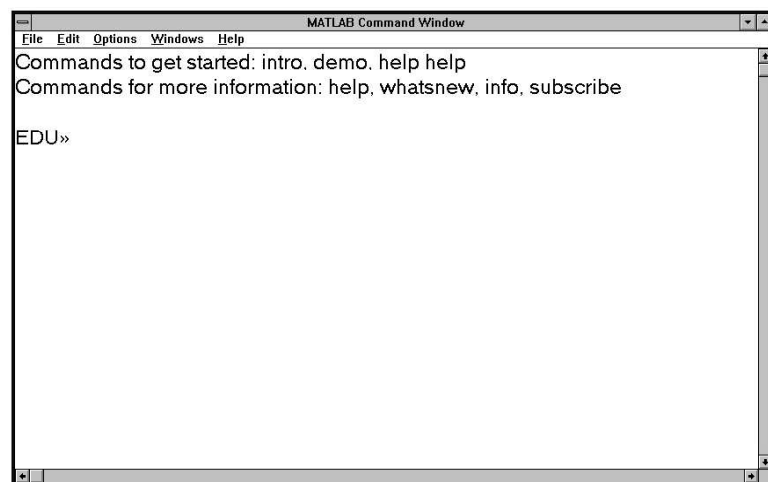 MATLAB Command Window
File Edit Options Windows Help
Commands to get started: intro, demo, help help
Commands for more information: help, whatsnew, info, subscribe
EDU»